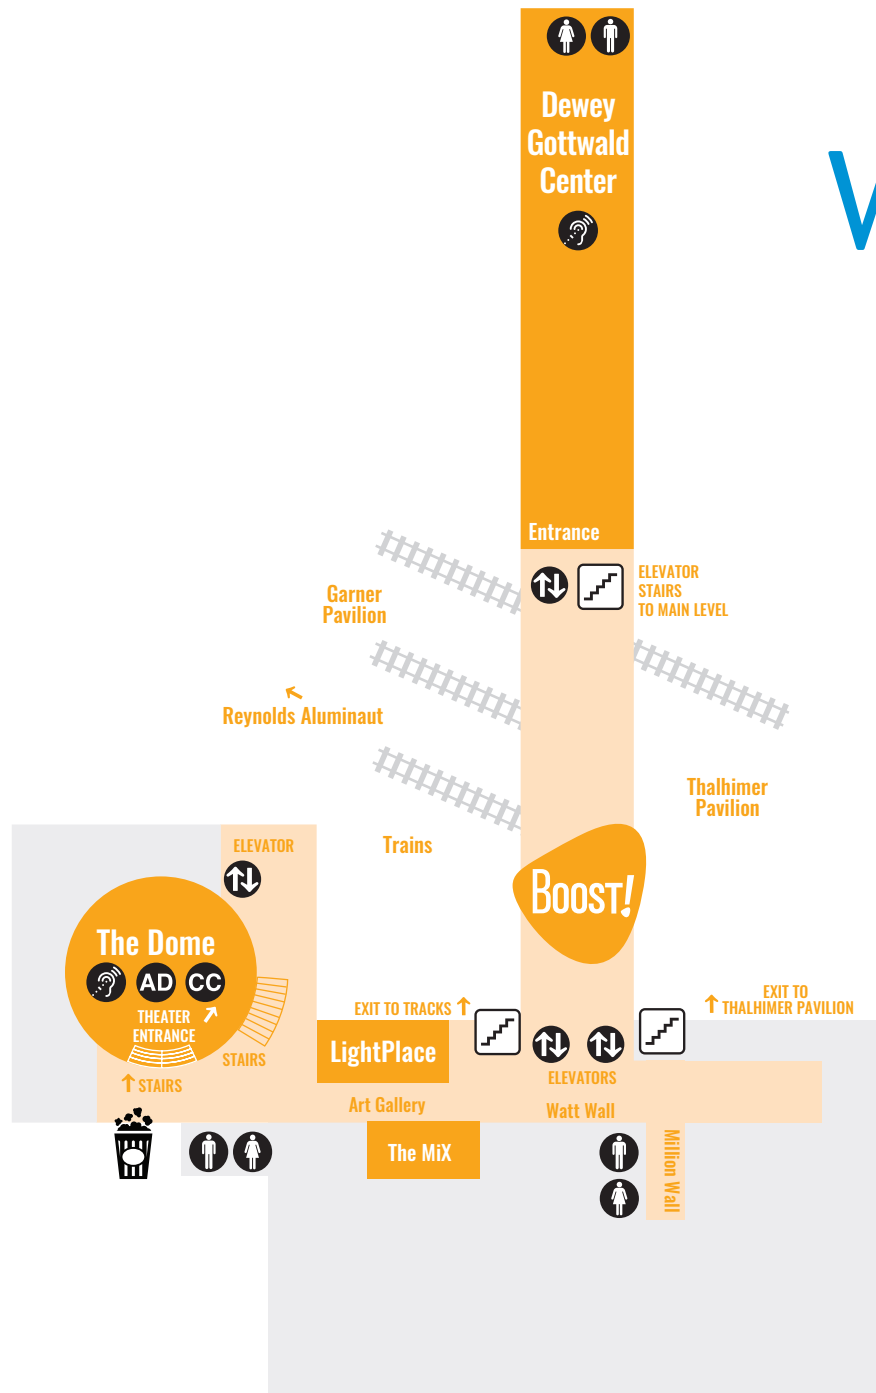 Dewey
Gottwald
Center
Entrance
ELEVATOR
STAIRS
TO MAIN LEVEL
Garner
Pavilion
Reynolds Aluminaut
Thalhimer
Pavilion
Trains
ELEVATOR
BOOST!
The Dome
AD
CC
THEATER
ENTRANCE
STAIRS
STAIRS
EXIT TO TRACKS
EXIT TO
THALHIMER PAVILION
LightPlace
ELEVATORS
Art Gallery
Watt Wall
The MiX
Million Wall